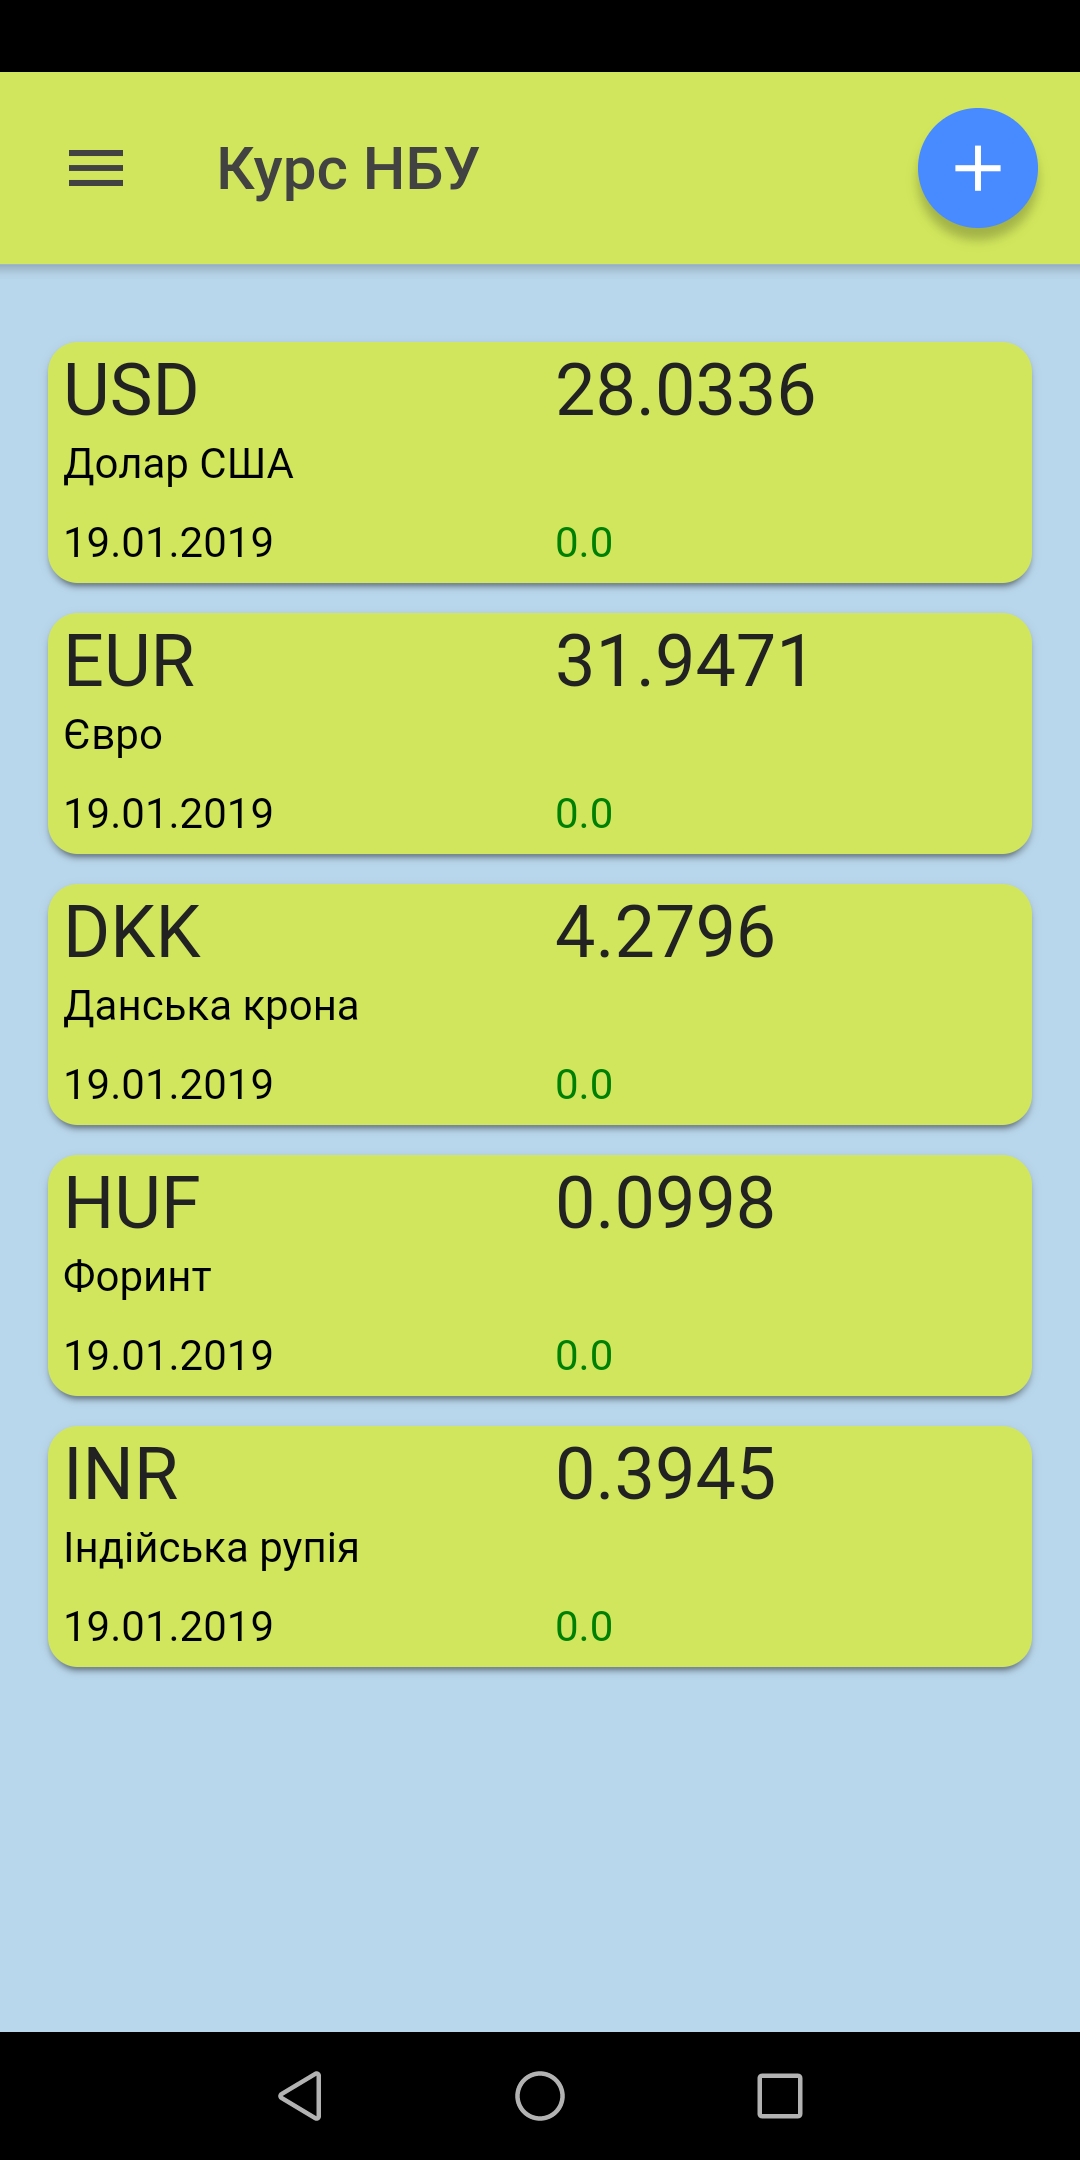 Курс НБУ
USD 28.0336
Долар США
19.01.2019 0.0
EUR 31.9471
Євро
19.01.2019 0.0
DKK 4.2796
Данська крона
19.01.2019 0.0
HUF 0.0998
Форинт
19.01.2019 0.0
INR 0.3945
Індійська рупія
19.01.2019 0.0